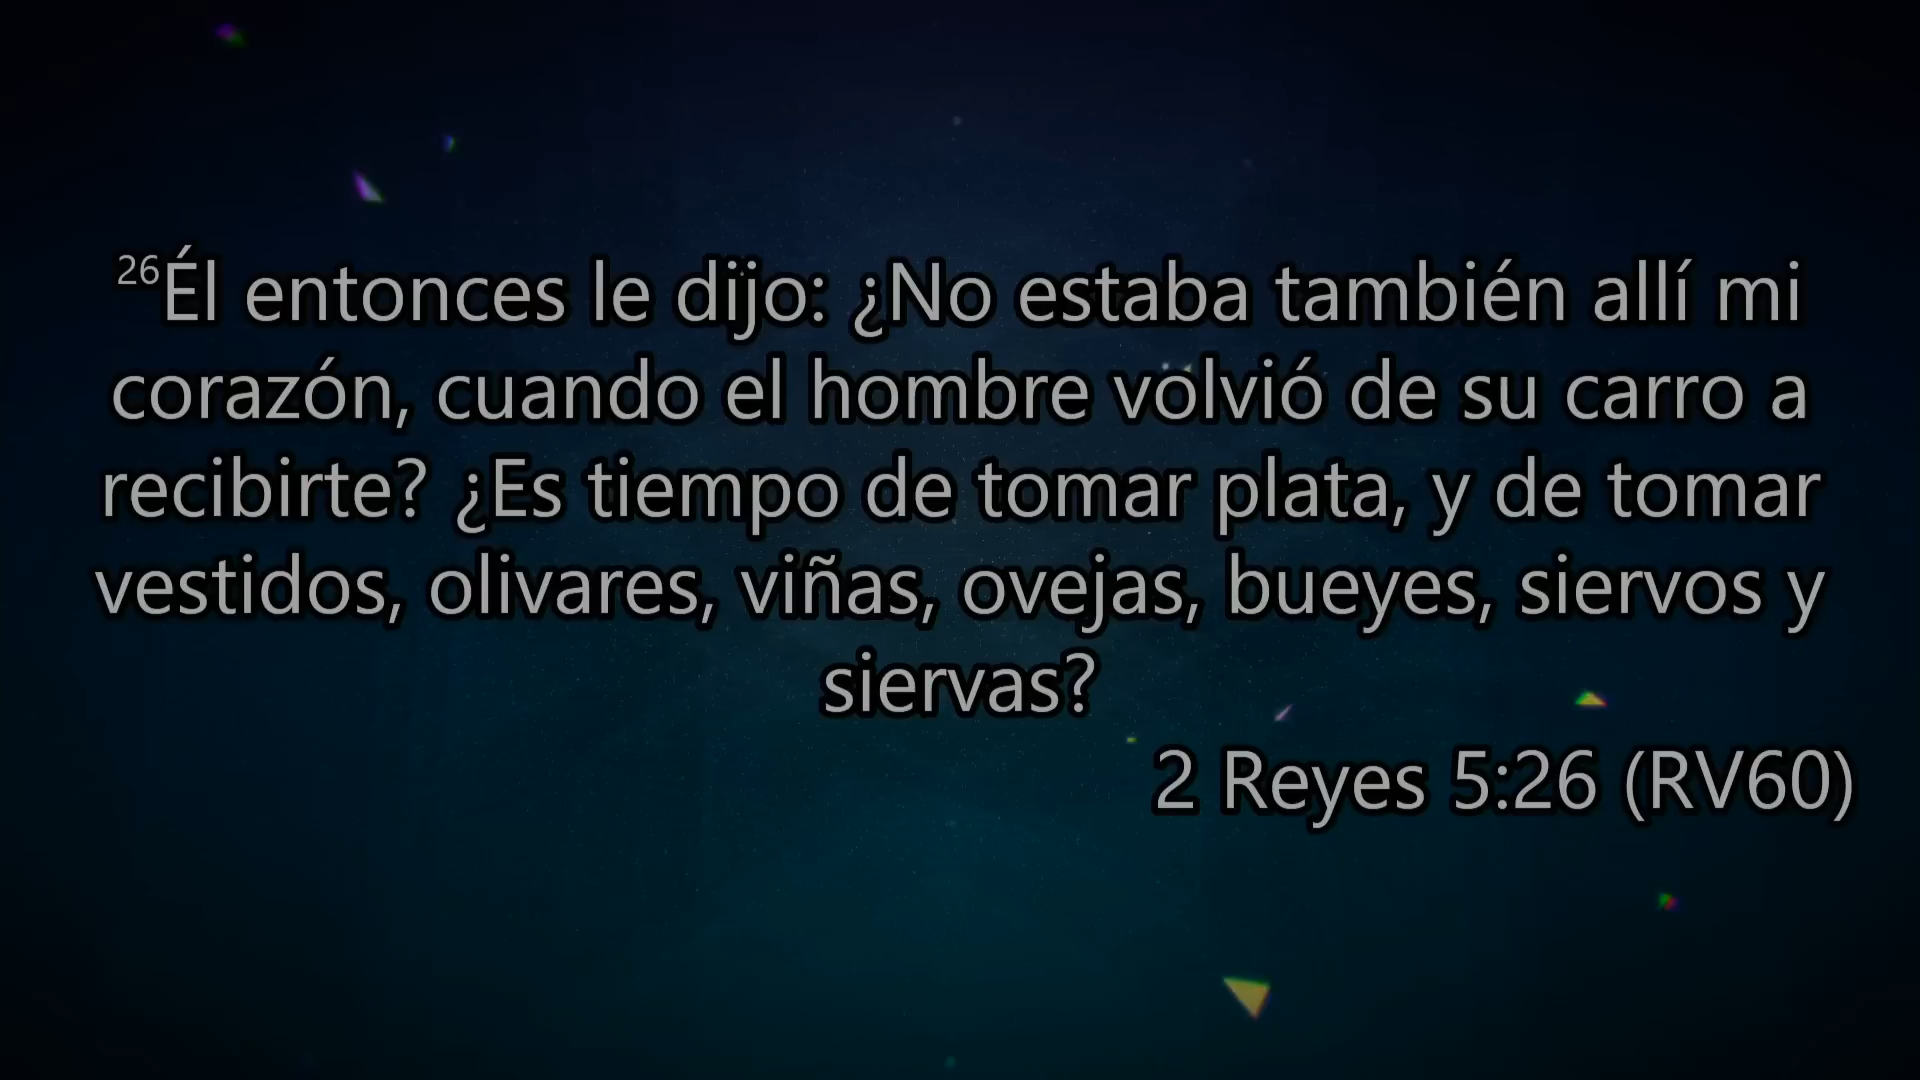 26Él entonces le dijo: ¿No estaba también allí mi
corazón, cuando el hombre volvió de su carro a
recibirte? ¿Es tiempo de tomar plata, y de tomar
vestidos, olivares, viñas, ovejas, bueyes, siervos y
siervas?
2 Reyes 5:26 (RV60)